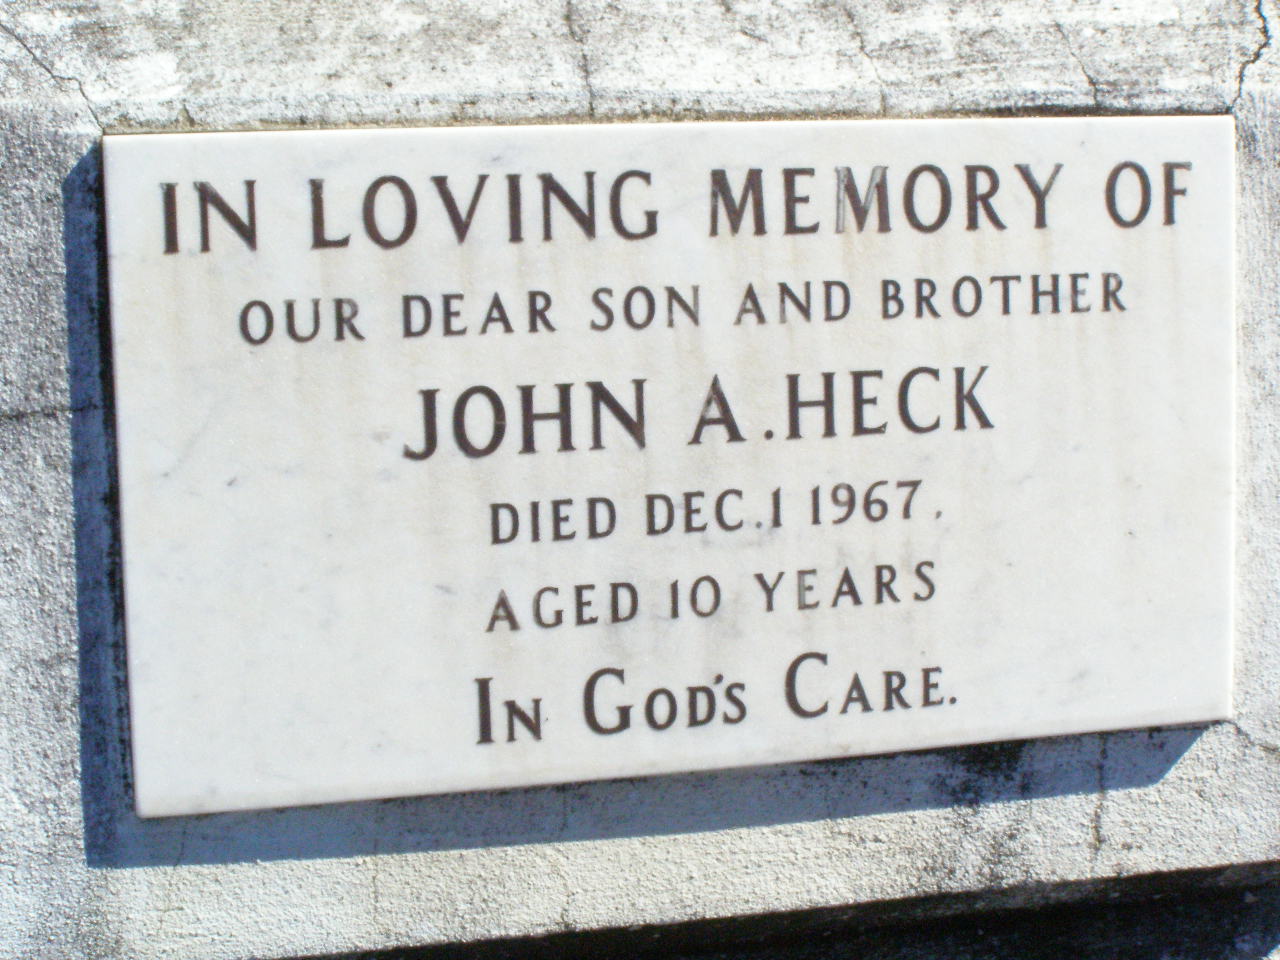 IN LOVING MEMORY OF
OUR DEAR SON AND BROTHER
JOHN A. HECK
DIED DEC. 1 1967.
AGED 10 YEARS
IN GOD'S CARE.